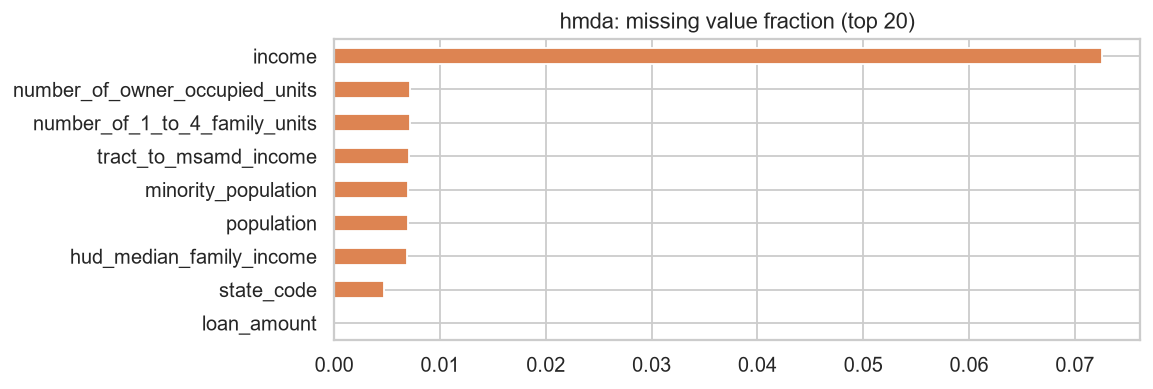 hmda: missing value fraction (top 20)
income
number_of_owner_occupied_units
number_of_1_to_4_family_units
tract_to_msamd_income
minority_population
population
hud_median_family_income
state_code
loan_amount
0.00 0.01 0.02 0.03 0.04 0.05 0.06 0.07